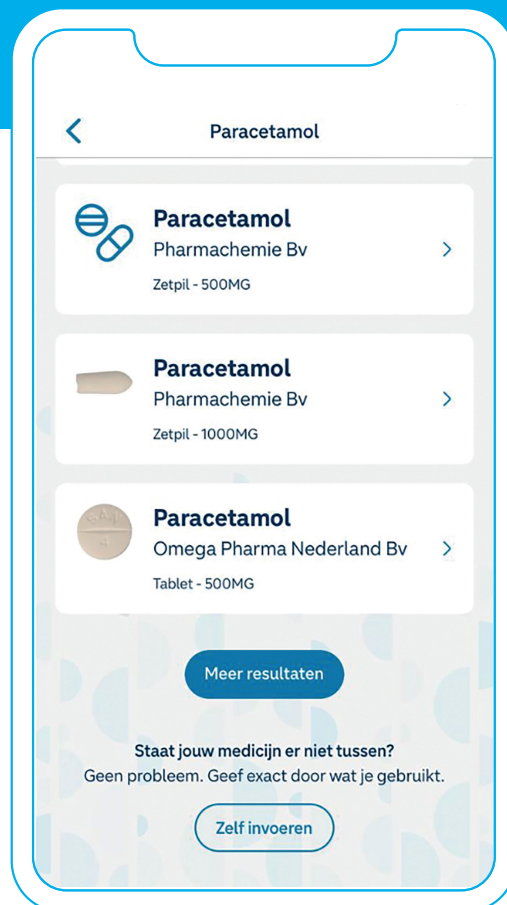 Paracetamol
Paracetamol
Pharmachemie Bv
Zetpil - 500MG
Paracetamol
Pharmachemie Bv
Zetpil - 1000MG
Paracetamol
Omega Pharma Nederland Bv
Tablet - 500MG
Meer resultaten
Staat jouw medicijn er niet tussen?
Geen probleem. Geef exact door wat je gebruikt.
Zelf invoeren